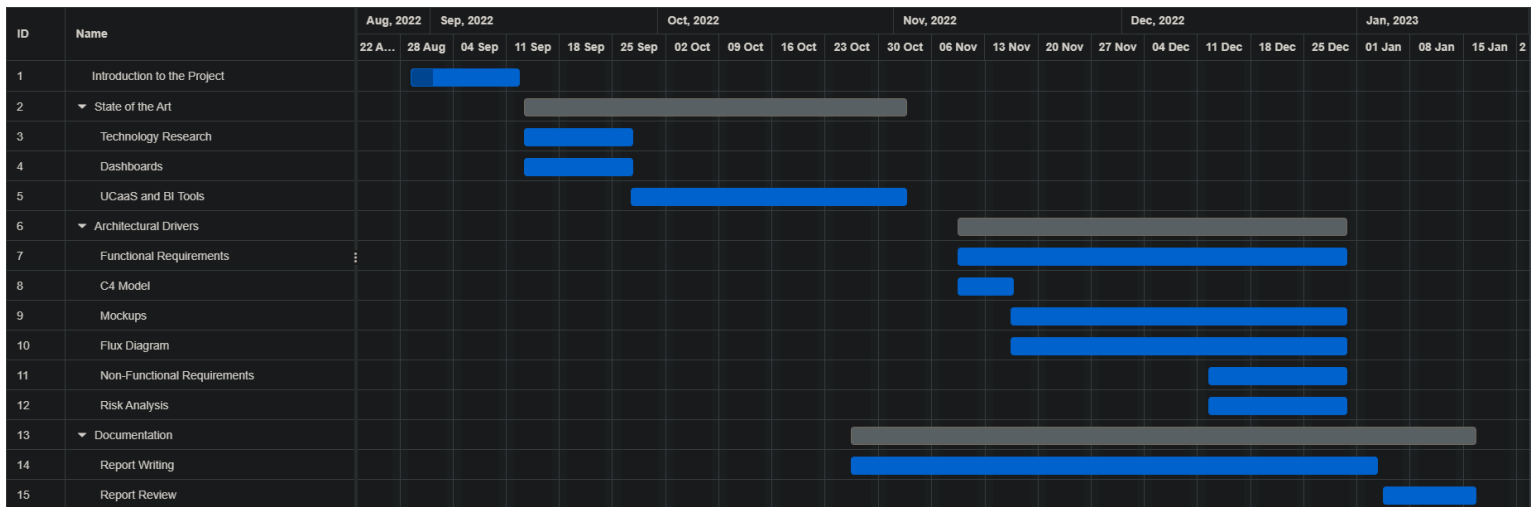 ID Name Aug, 2022 Sep, 2022 Oct, 2022 Nov, 2022 Dec, 2022 Jan, 2023
22 A... 28 Aug 04 Sep 11 Sep 18 Sep 25 Sep 02 Oct 09 Oct 16 Oct 23 Oct 30 Oct 06 Nov 13 Nov 20 Nov 27 Nov 04 Dec 11 Dec 18 Dec 25 Dec 01 Jan 08 Jan 15 Jan 2
1 Introduction to the Project
2 State of the Art
3 Technology Research
4 Dashboards
5 UCaaS and BI Tools
6 Architectural Drivers
7 Functional Requirements
8 C4 Model
9 Mockups
10 Flux Diagram
11 Non-Functional Requirements
12 Risk Analysis
13 Documentation
14 Report Writing
15 Report Review